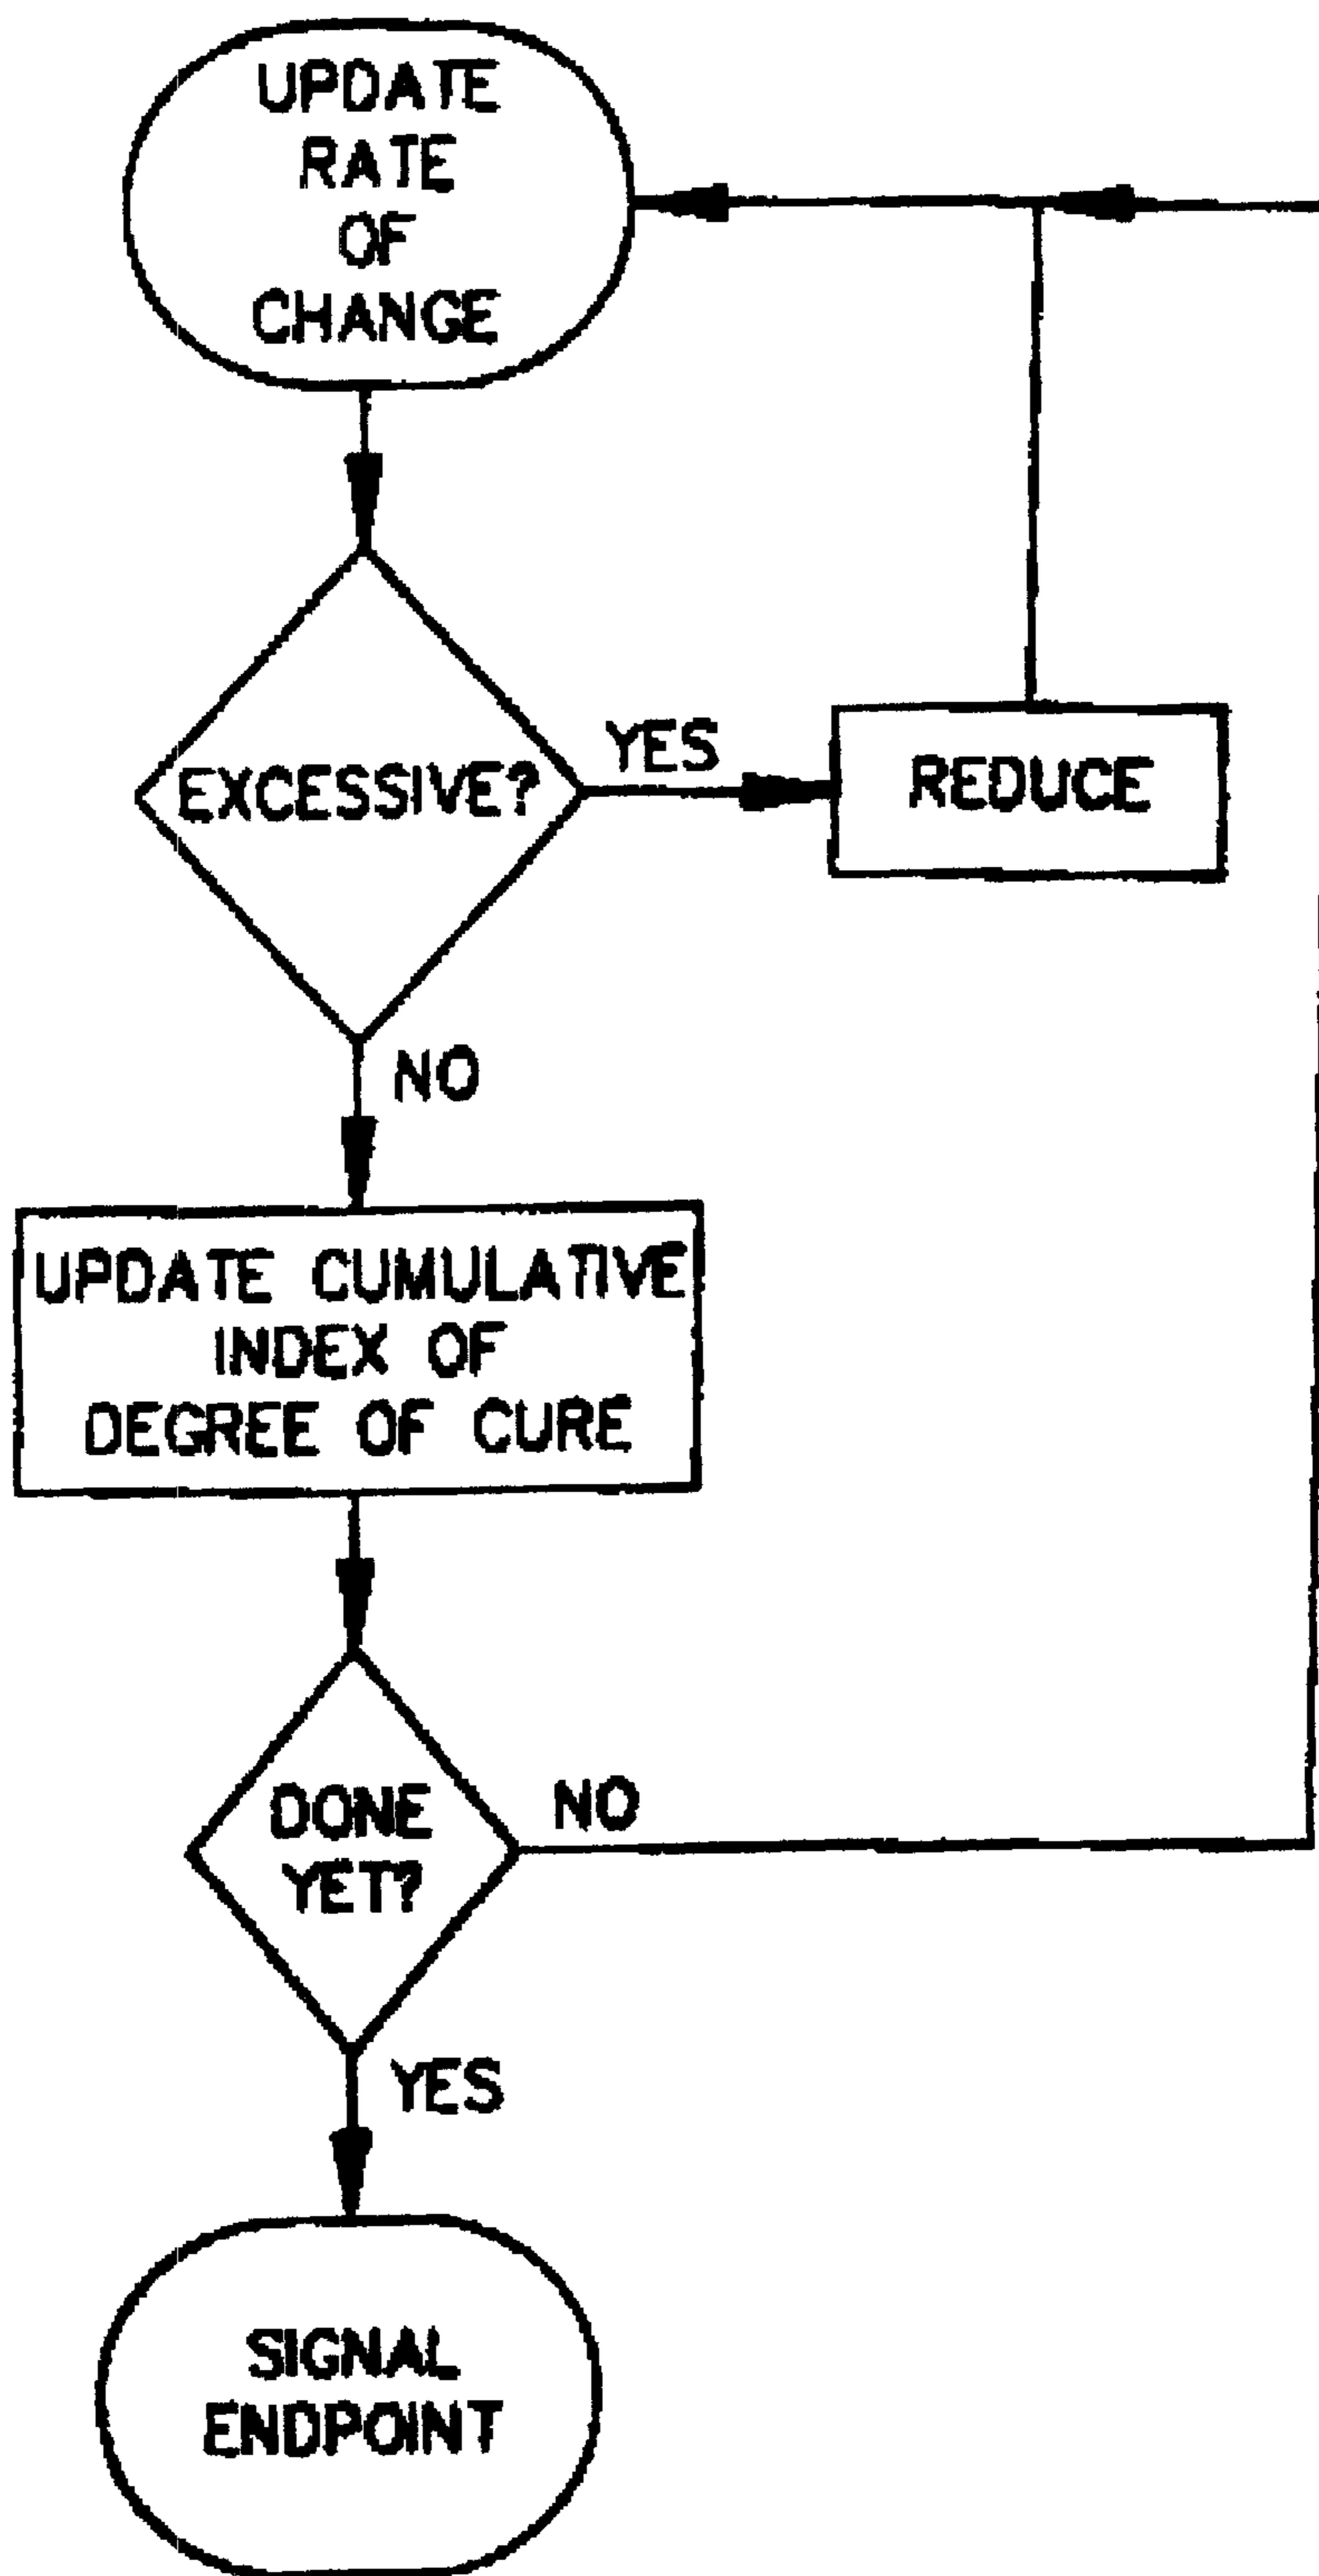 UPDATE
RATE
OF
CHANGE
EXCESSIVE?
YES
REDUCE
NO
UPDATE CUMULATIVE
INDEX OF
DEGREE OF CURE
DONE
YET?
NO
YES
SIGNAL
ENDPOINT